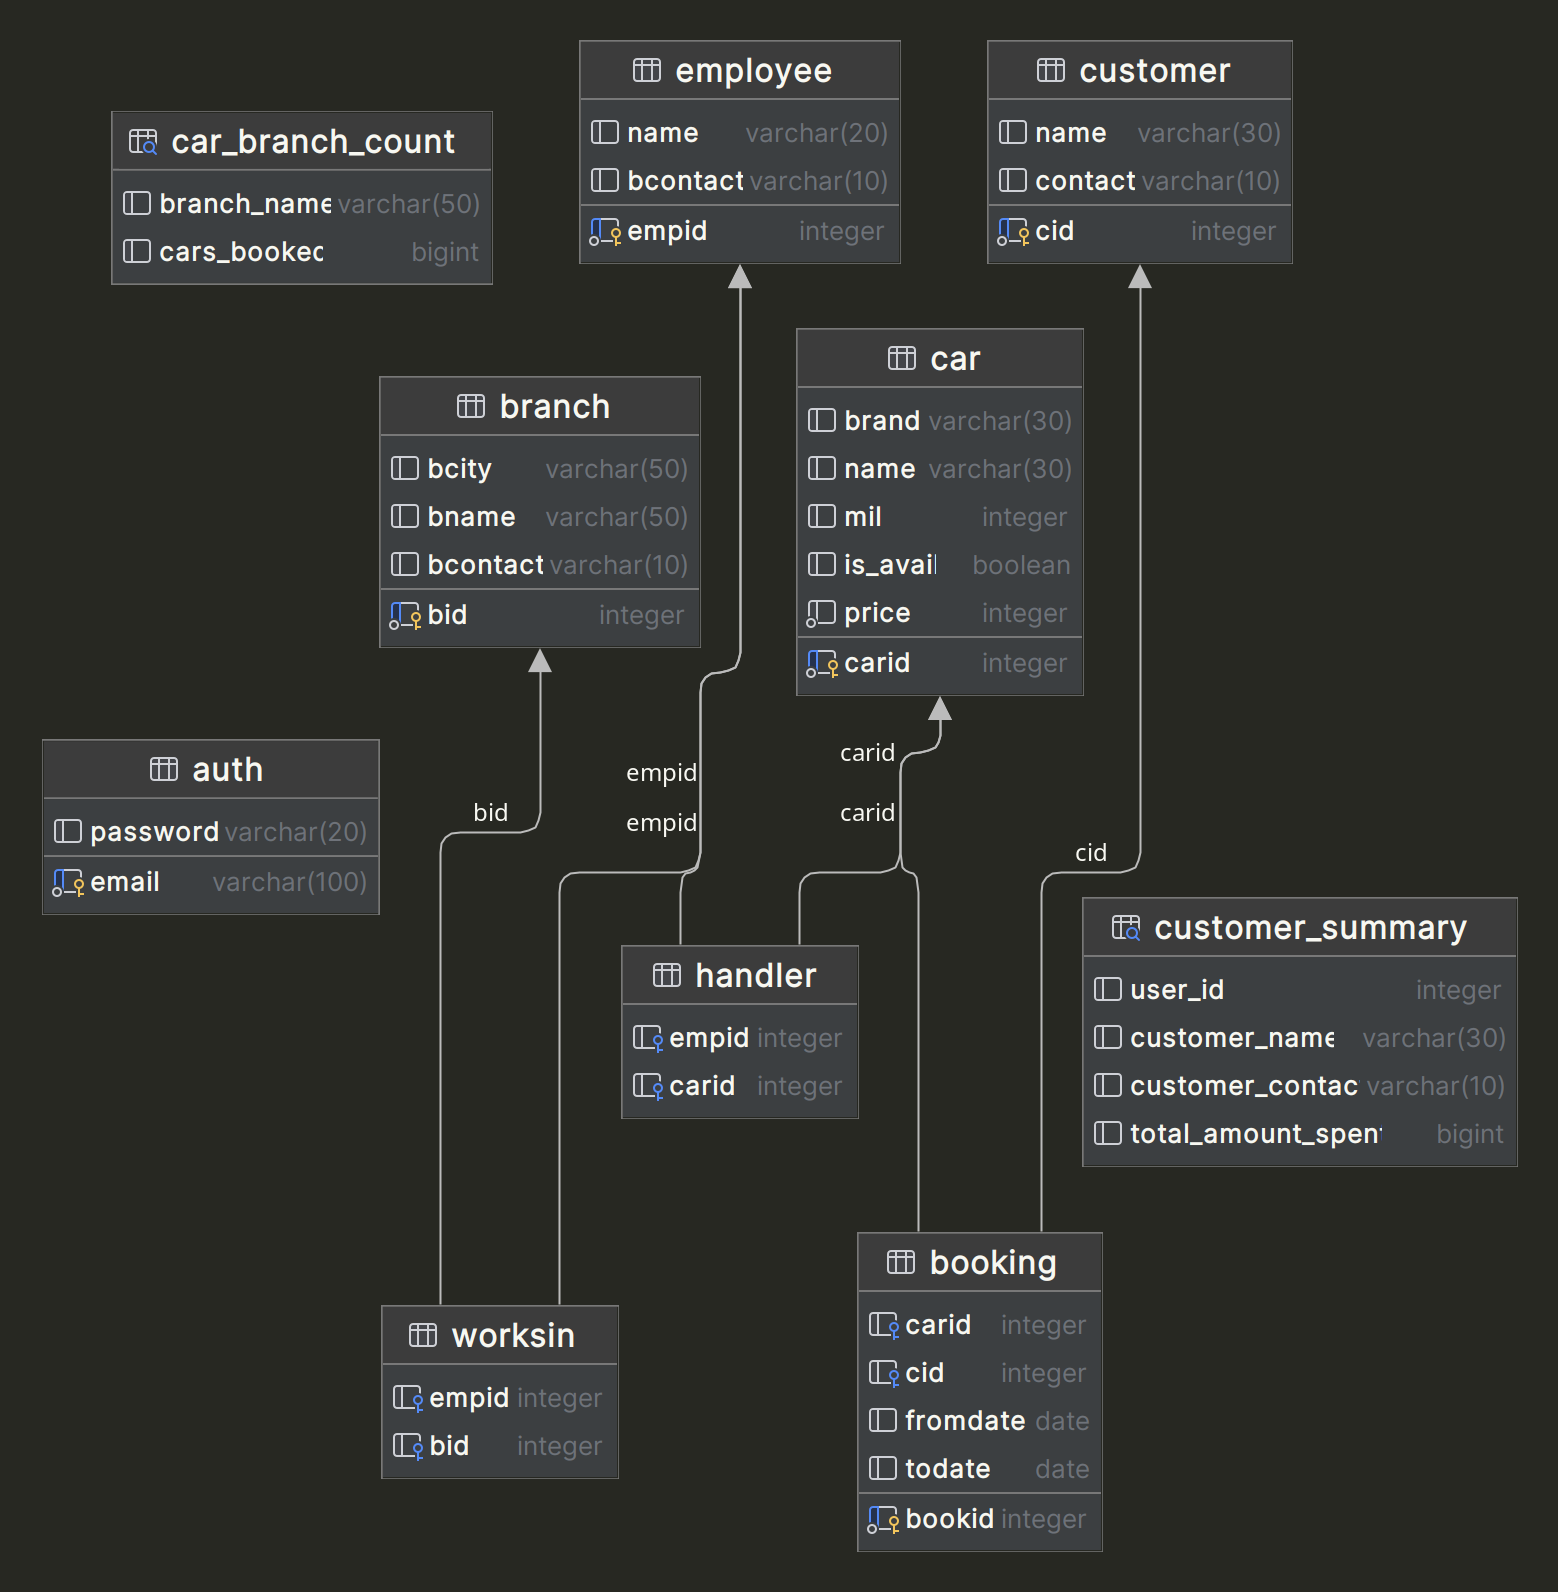 employee
name varchar(20)
bcontact varchar(10)
empid integer
customer
name varchar(30)
contact varchar(10)
cid integer
car_branch_count
branch_name varchar(50)
cars_booked bigint
car
brand varchar(30)
name varchar(30)
mil integer
is_avail boolean
price integer
carid integer
branch
bcity varchar(50)
bname varchar(50)
bcontact varchar(10)
bid integer
auth
password varchar(20)
email varchar(100)
bid
empid
empid
carid
carid
cid
customer_summary
user_id integer
customer_name varchar(30)
customer_contac varchar(10)
total_amount_spent bigint
handler
empid integer
carid integer
booking
carid integer
cid integer
fromdate date
todate date
bookid integer
worksin
empid integer
bid integer